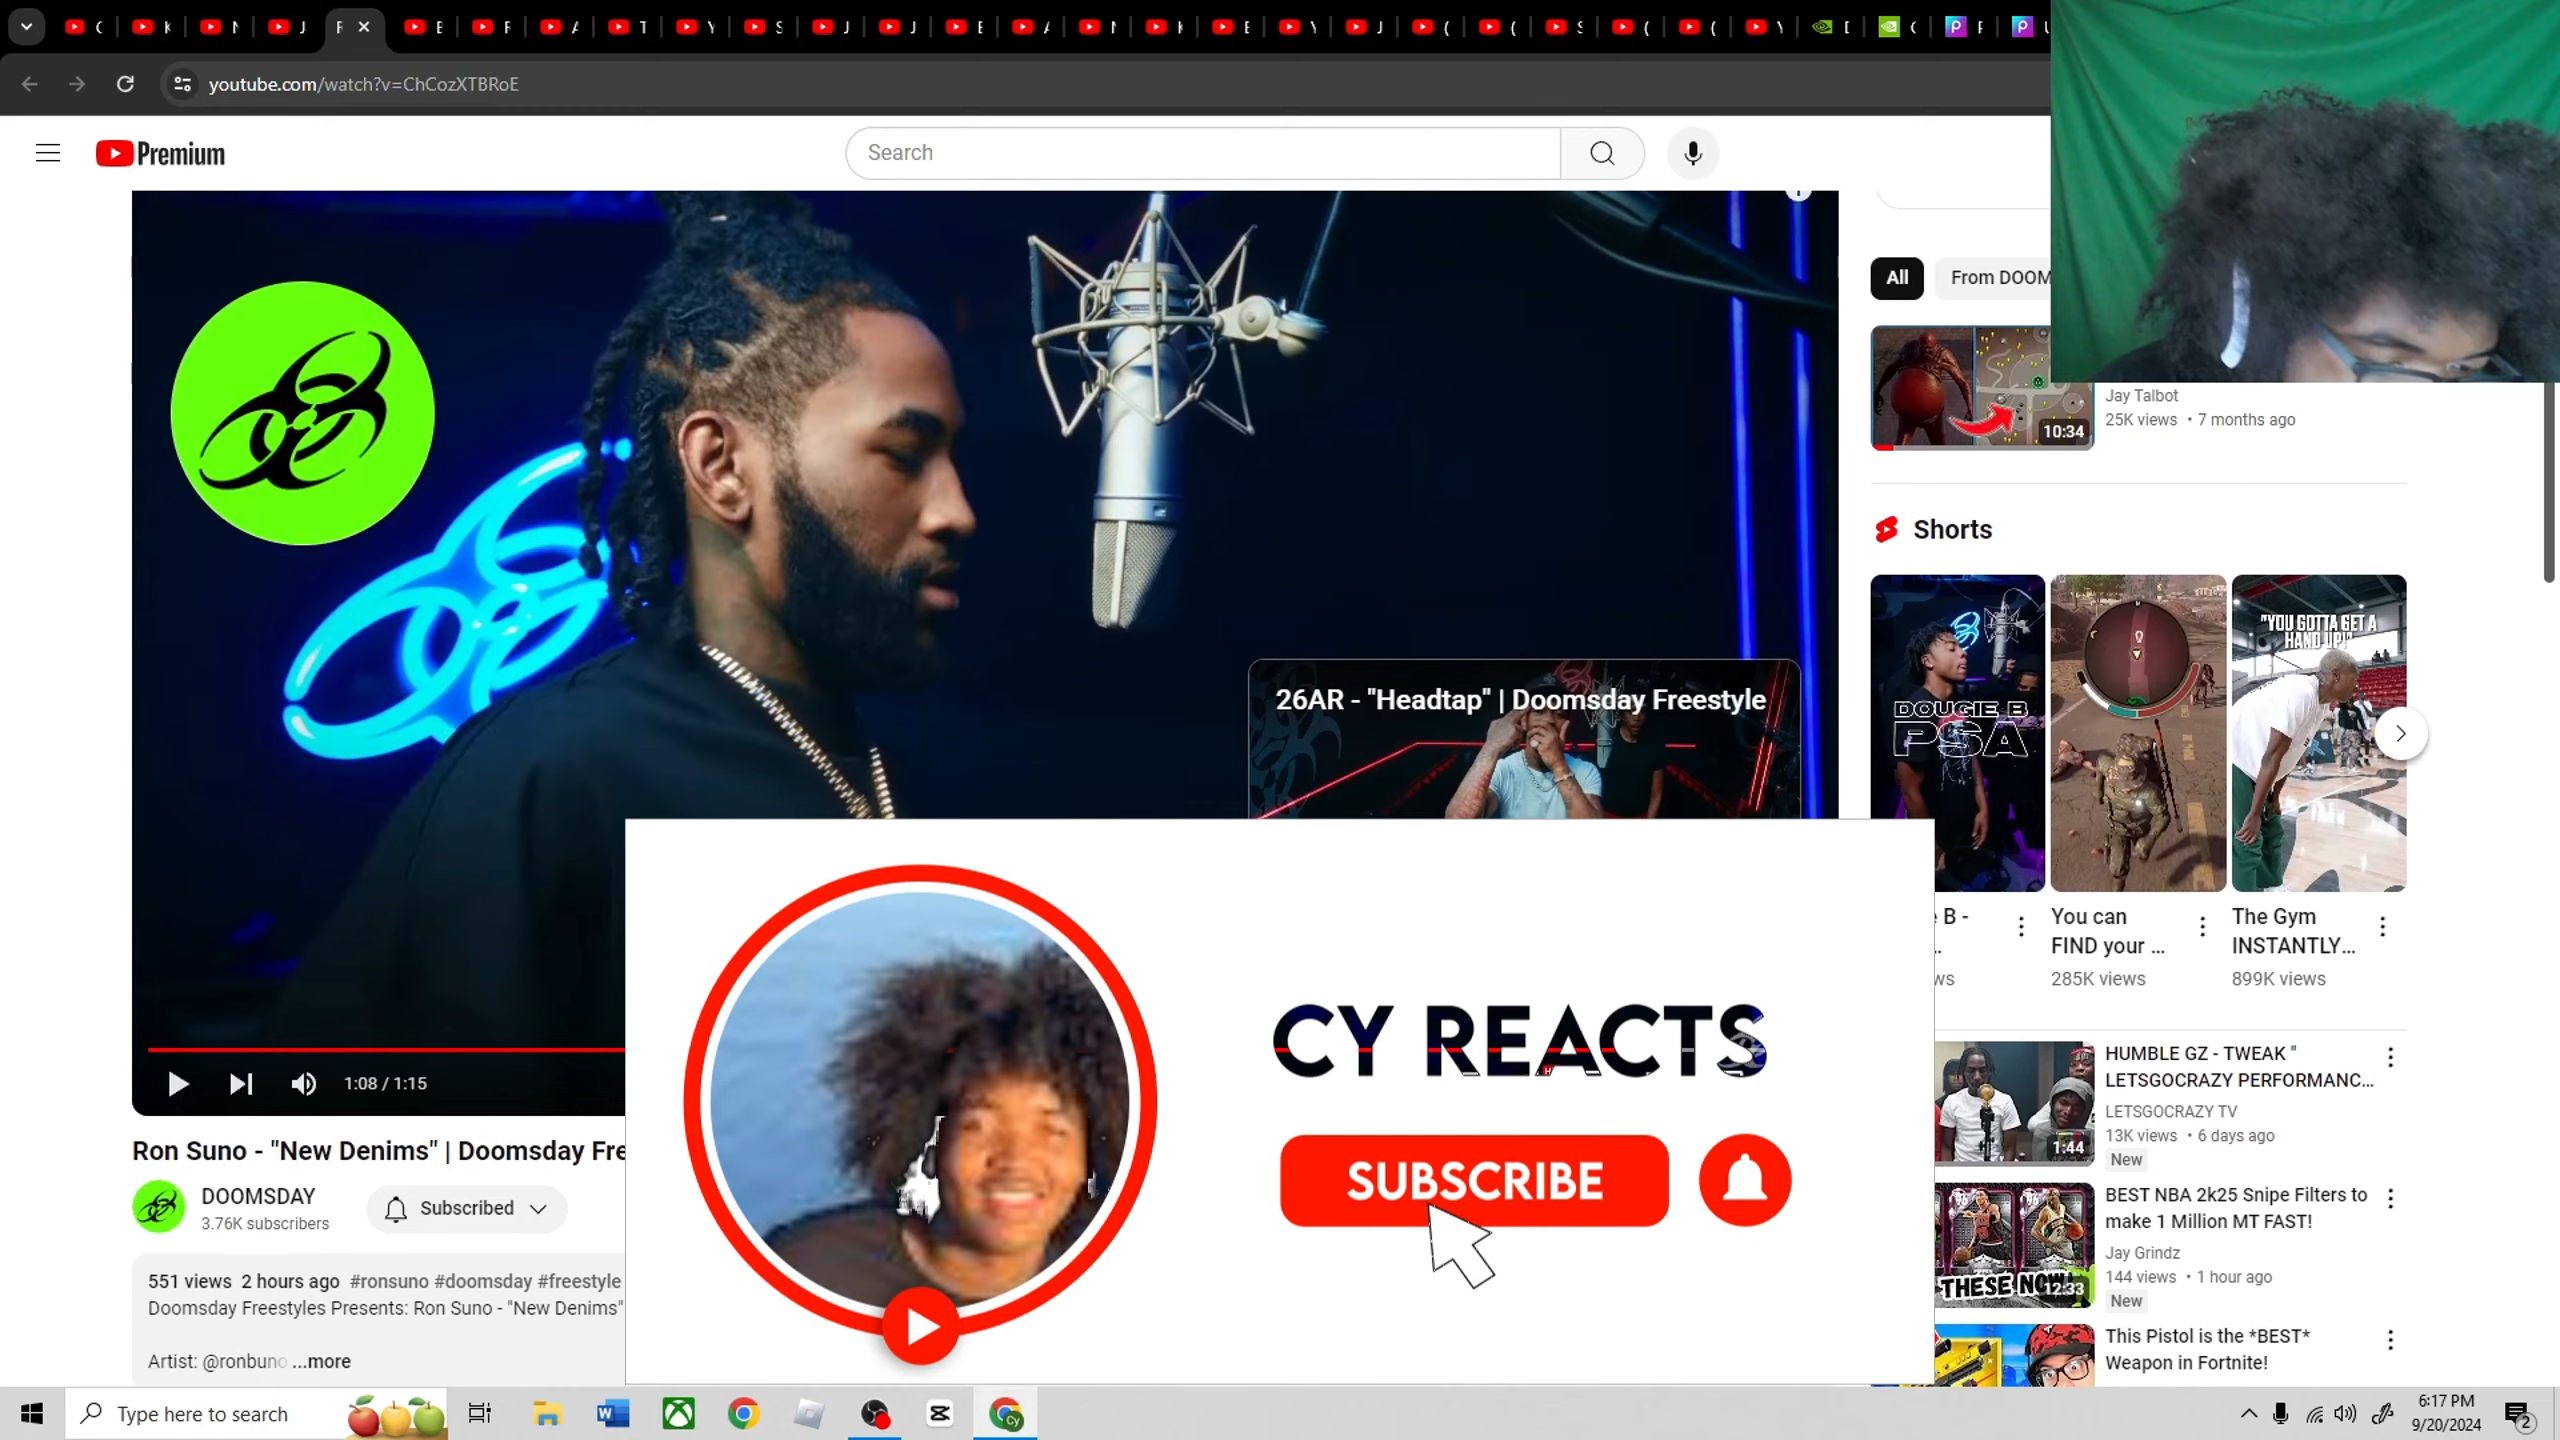 youtube.com/watch?v=ChCozXTBRoE
Premium
Search
All
From DOOM
10:34
Jay Talbot
25K views • 7 months ago
Shorts
26AR - "Headtap" | Doomsday Freestyle
DOUGIE B
PSA
"YOU GOTTA GET A
HAND UP!"
B -
You can
FIND your ...
285K views
The Gym
INSTANTLY...
899K views
CY REACTS
SUBSCRIBE
1:08 / 1:15
Ron Suno - "New Denims" | Doomsday Fre
DOOMSDAY
3.76K subscribers
Subscribed
551 views 2 hours ago #ronsuno #doomsday #freestyle
Doomsday Freestyles Presents: Ron Suno - "New Denims"
Artist: @ronbuno ...more
1:44
HUMBLE GZ - TWEAK "
LETSGOCRAZY PERFORMANC...
LETSGOCRAZY TV
13K views • 6 days ago
New
THESE NOW!
12:33
BEST NBA 2k25 Snipe Filters to
make 1 Million MT FAST!
Jay Grindz
144 views • 1 hour ago
New
This Pistol is the *BEST*
Weapon in Fortnite!
Type here to search
Cy
6:17 PM
9/20/2024
2